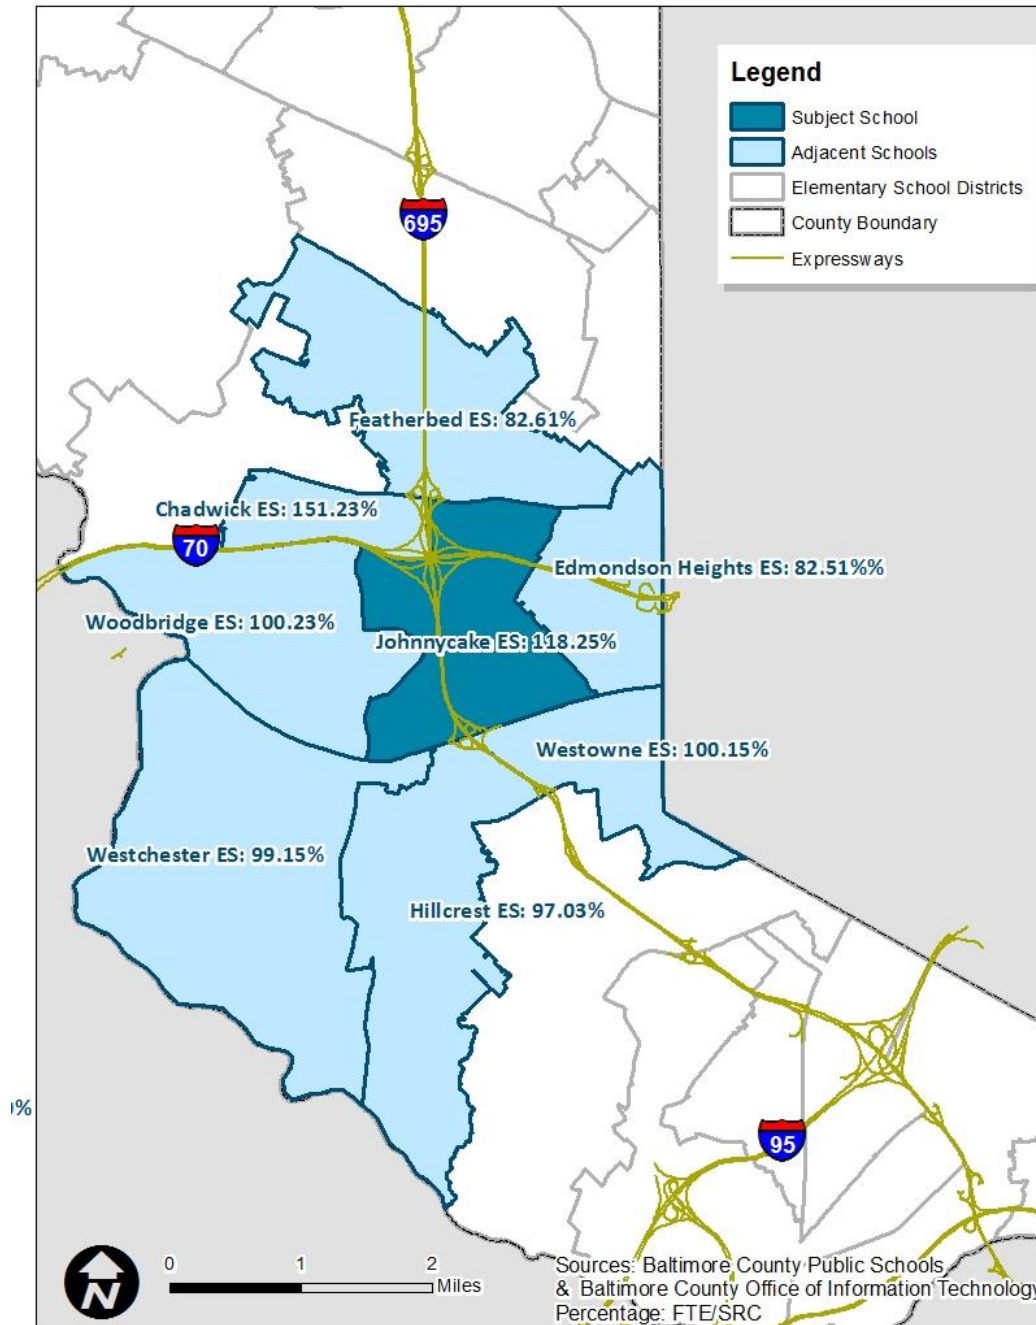 Legend
Subject School
Adjacent Schools
Elementary School Districts
County Boundary
Expressways
695
Featherbed ES: 82.61%
Chadwick ES: 151.23%
70
Edmondson Heights ES: 82.51%%
Woodbridge ES: 100.23%
Johnnycake ES: 118.25%
Westowne ES: 100.15%
Westchester ES: 99.15%
Hillcrest ES: 97.03%
%
95
N
0 1 2
Miles
Sources: Baltimore County Public Schools
& Baltimore County Office of Information Technology
Percentage: FTE/SRC